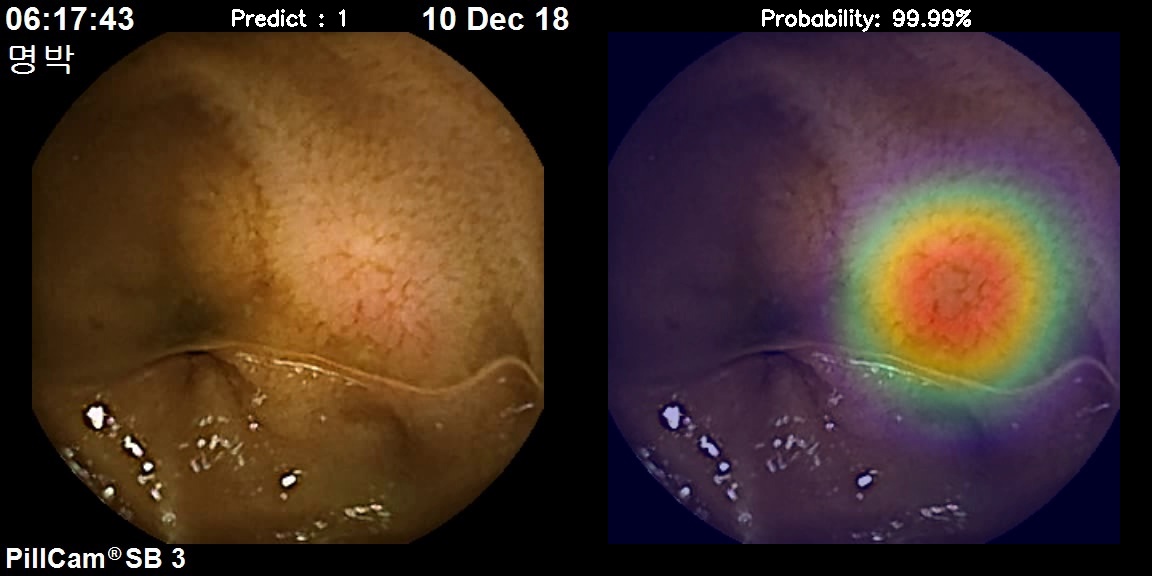 06:17:43
Predict : 1
10 Dec 18
Probability: 99.99%
명박
PillCam® SB 3